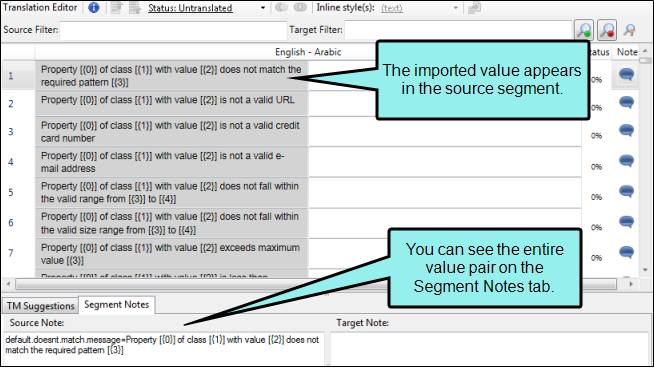 Translation Editor
Status: Untranslated
Inline style(s):
(text)
Source Filter:
Target Filter:
English - Arabic
Status
Note
1
Property [{0}] of class [{1}] with value [{2}] does not match the
required pattern [{3}]
0%
2
Property [{0}] of class [{1}] with value [{2}] is not a valid URL
0%
3
Property [{0}] of class [{1}] with value [{2}] is not a valid credit
card number
0%
4
Property [{0}] of class [{1}] with value [{2}] is not a valid e-
mail address
0%
5
Property [{0}] of class [{1}] with value [{2}] does not fall within
the valid range from [{3}] to [{4}]
0%
6
Property [{0}] of class [{1}] with value [{2}] does not fall within
the valid size range from [{3}] to [{4}]
0%
7
Property [{0}] of class [{1}] with value [{2}] exceeds maximum
value [{3}]
0%
Property [{0}] of class [{1}] with value [{2}] is less than
The imported value appears
in the source segment.
You can see the entire
value pair on the
Segment Notes tab.
TM Suggestions
Segment Notes
Source Note:
Target Note:
default.doesnt.match.message=Property [{0}] of class [{1}] with value [{2}] does not
match the required pattern [{3}]